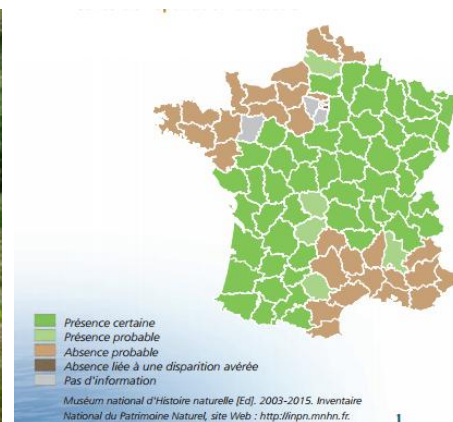 Présence certaine
Présence probable
Absence probable
Absence liée à une disparition avérée
Pas d'information
Muséum national d'Histoire naturelle [Ed]. 2003-2015. Inventaire
National du Patrimoine Naturel, site Web : http://inpn.mnhn.fr.